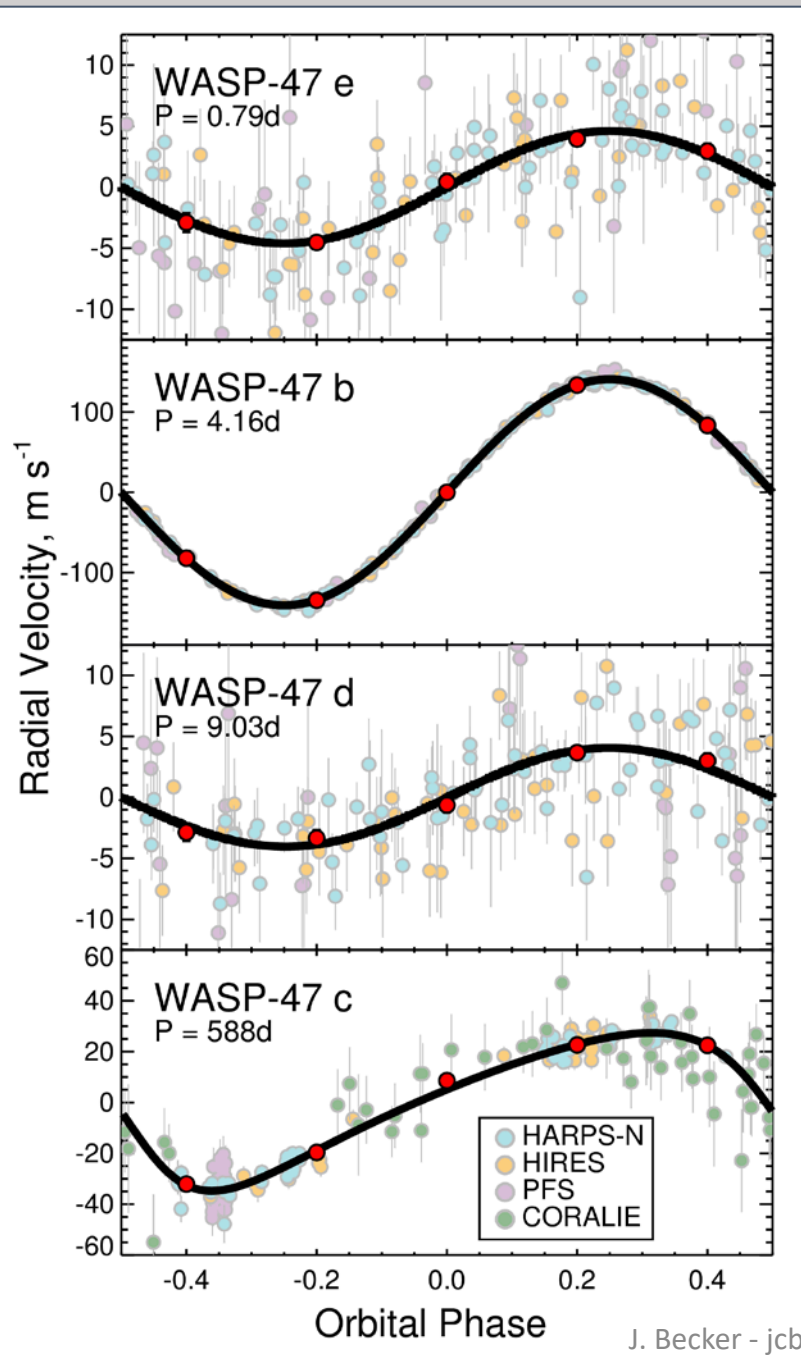 WASP-47 e
P = 0.79d
10
5
0
-5
-10
WASP-47 b
P = 4.16d
100
0
-100
Radial Velocity, m s⁻¹
WASP-47 d
P = 9.03d
10
5
0
-5
-10
WASP-47 c
P = 588d
60
40
20
0
-20
-40
-60
HARPS-N
HIRES
PFS
CORALIE
-0.4 -0.2 0.0 0.2 0.4
Orbital Phase
J. Becker - jcb